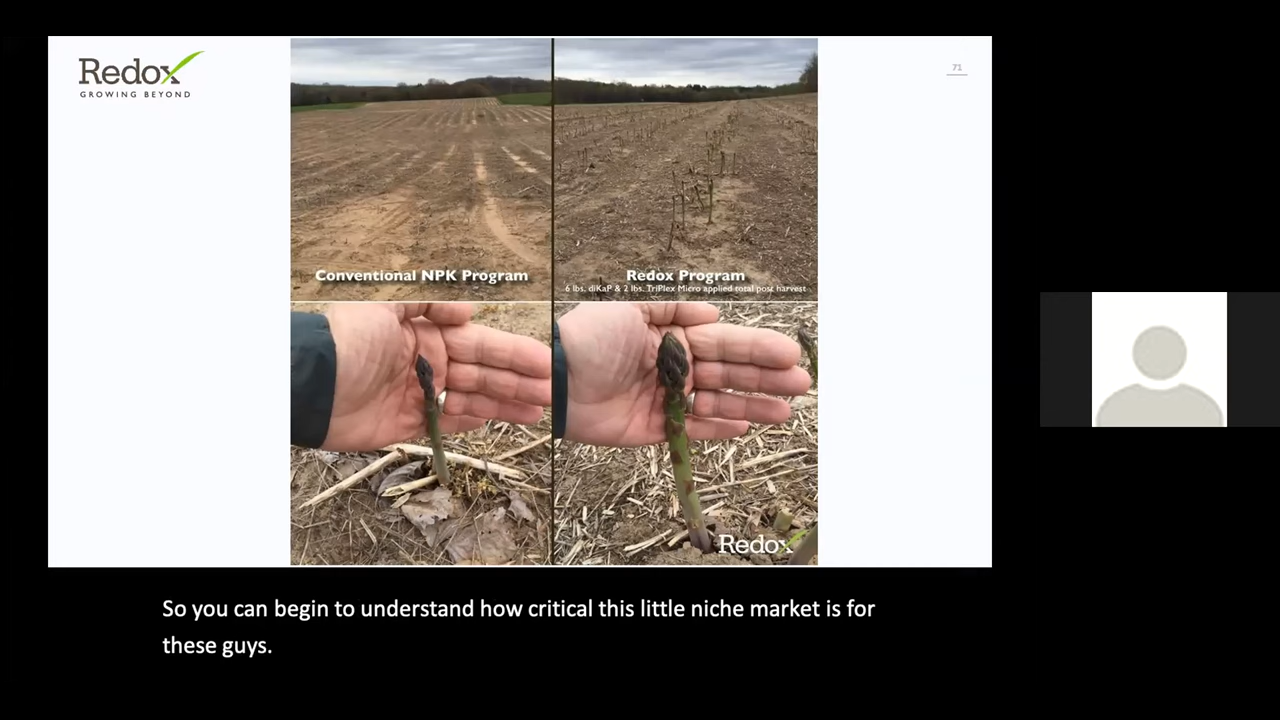 Redox
GROWING BEYOND
71
Conventional NPK Program
Redox Program
6 lbs. diKaP & 2 lbs. TriPlex Micro applied total post harvest
Redox
So you can begin to understand how critical this little niche market is for
these guys.